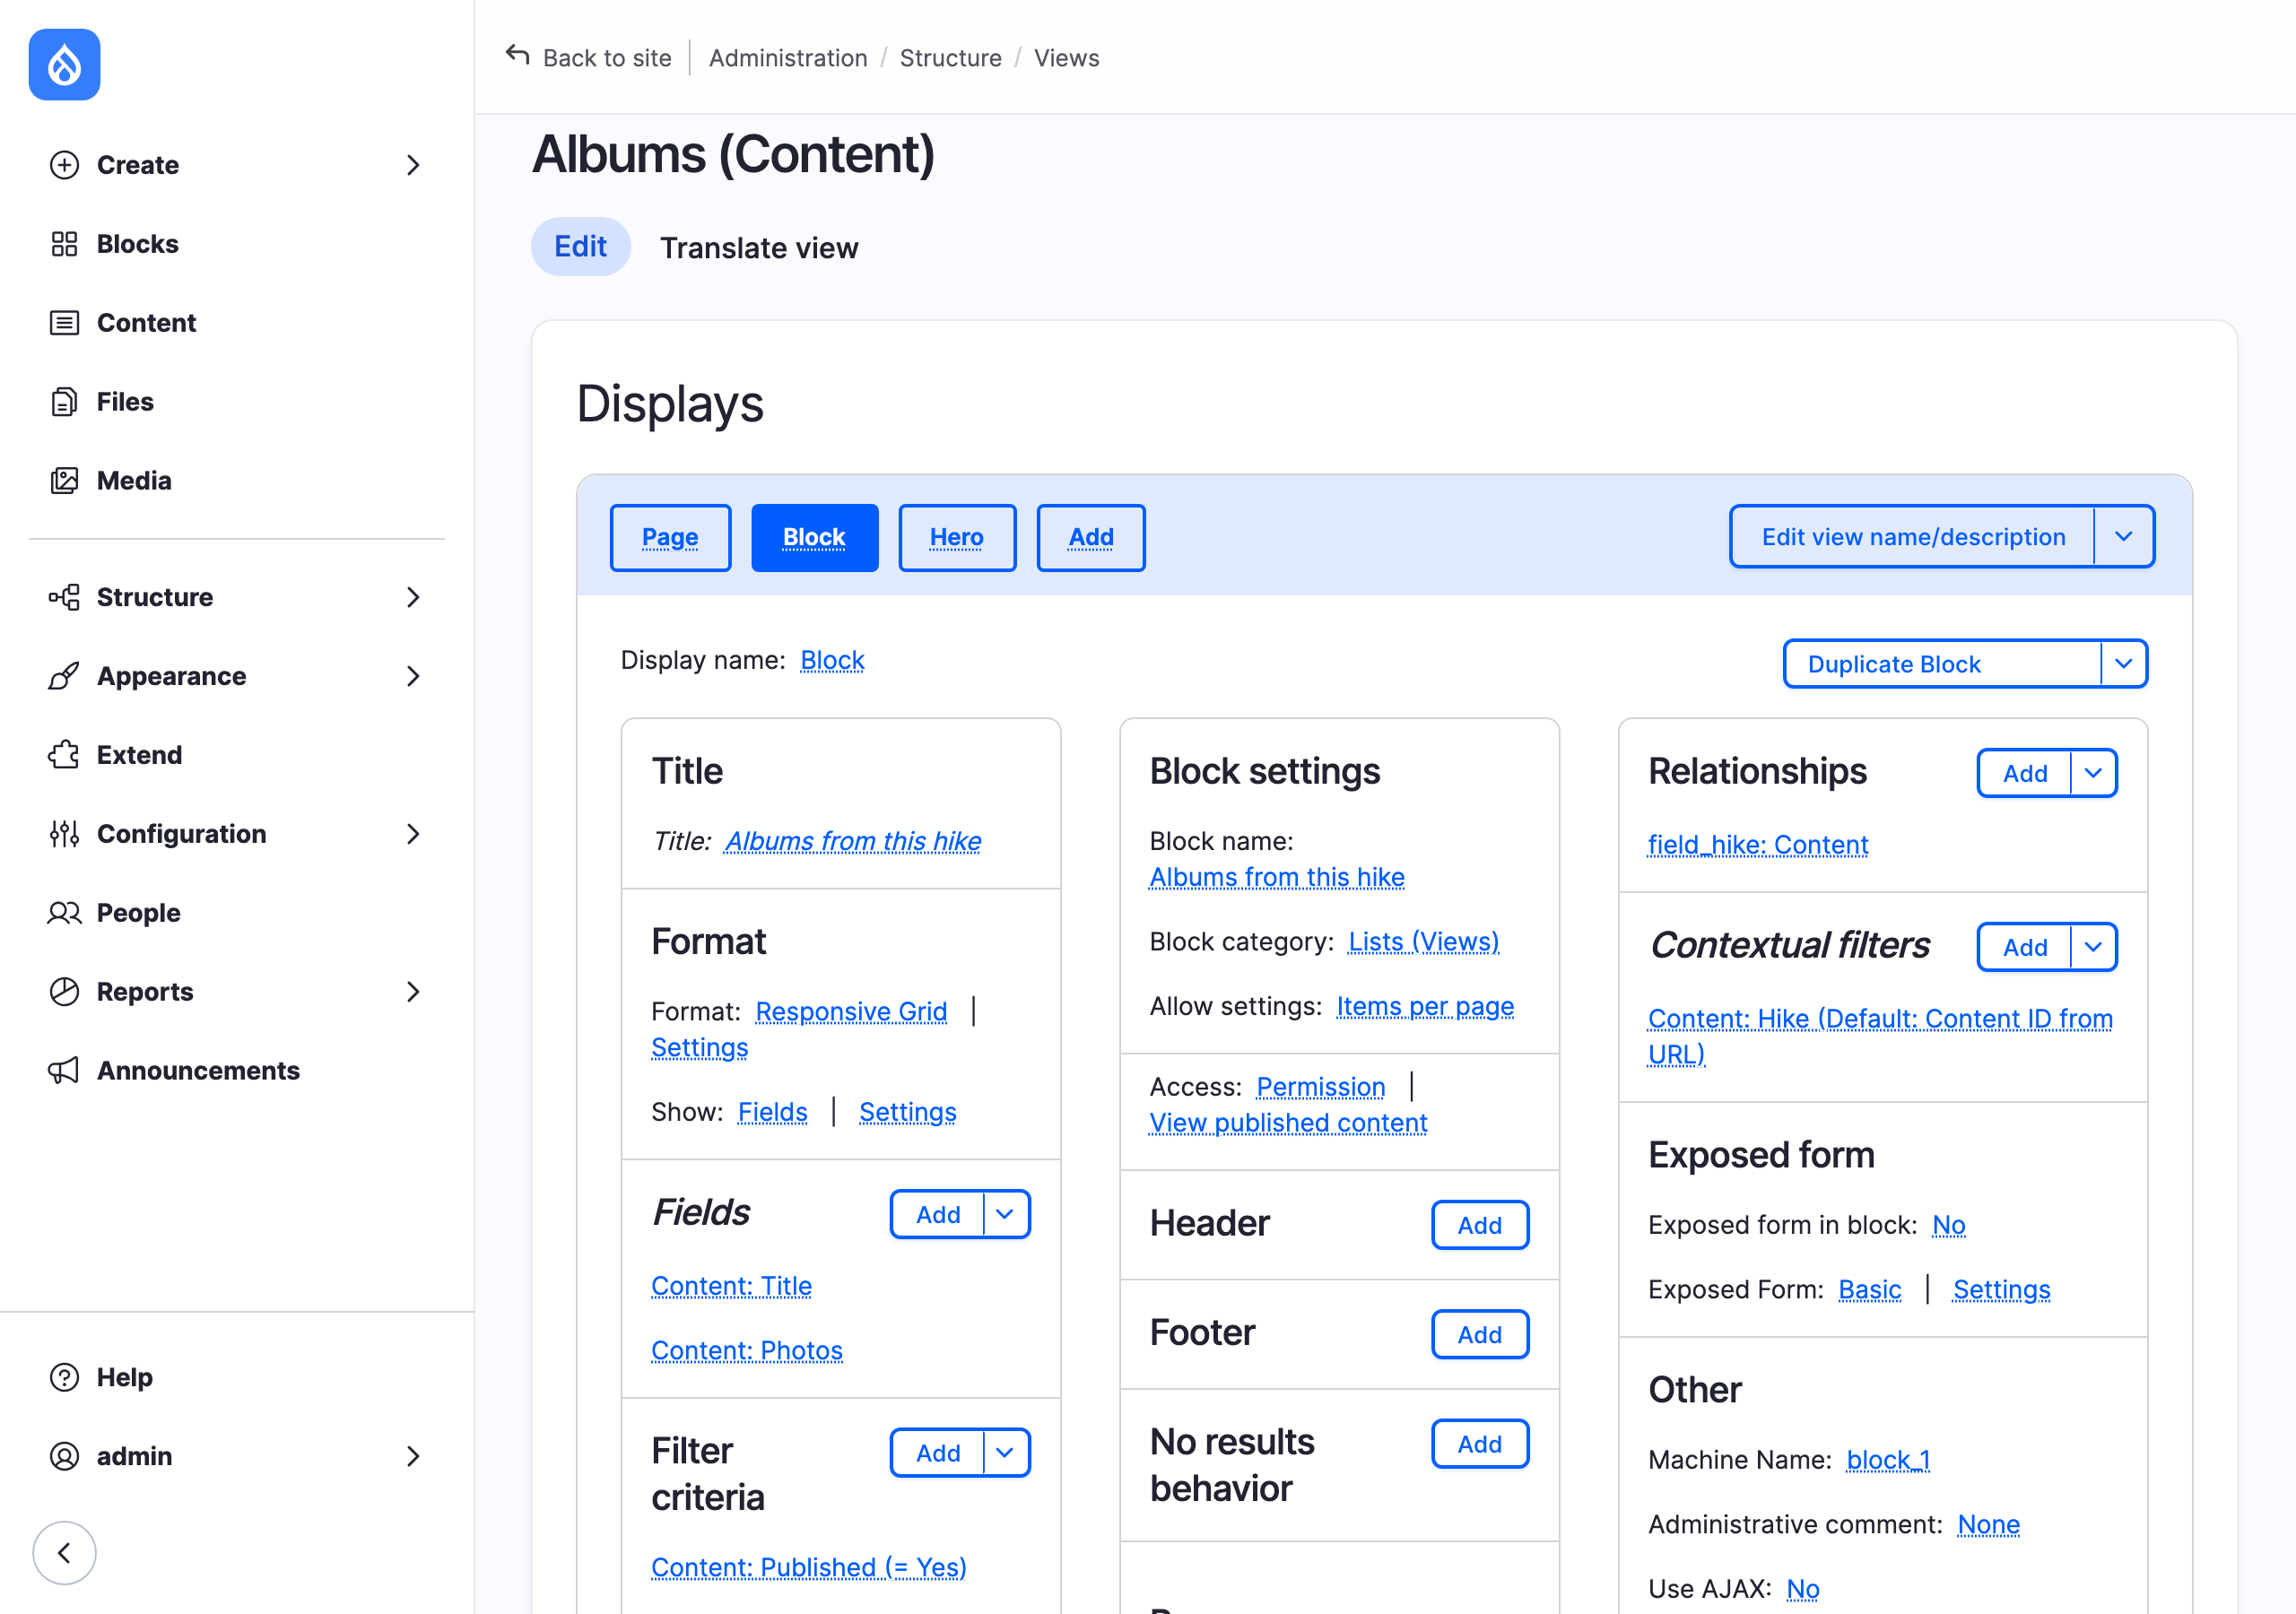 Back to site
Administration / Structure / Views
Create
Blocks
Content
Files
Media
Structure
Appearance
Extend
Configuration
People
Reports
Announcements
Help
admin
Albums (Content)
Edit
Translate view
Displays
Page
Block
Hero
Add
Edit view name/description
Display name: Block
Duplicate Block
Title
Title: Albums from this hike
Format
Format: Responsive Grid |
Settings
Show: Fields | Settings
Fields
Add
Content: Title
Content: Photos
Filter
criteria
Add
Content: Published (= Yes)
Block settings
Block name:
Albums from this hike
Block category: Lists (Views)
Allow settings: Items per page
Access: Permission |
View published content
Header
Add
Footer
Add
No results
behavior
Add
Relationships
Add
field_hike: Content
Contextual filters
Add
Content: Hike (Default: Content ID from
URL)
Exposed form
Exposed form in block: No
Exposed Form: Basic | Settings
Other
Machine Name: block_1
Administrative comment: None
Use AJAX: No